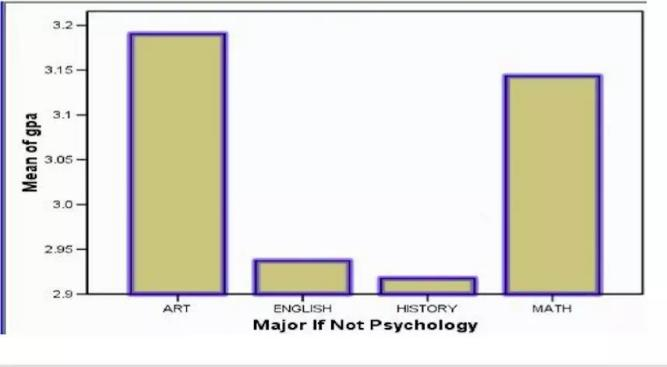 Mean of gpa
3.2
3.15
3.1
3.05
3.0
2.95
2.9
ART ENGLISH HISTORY MATH
Major If Not Psychology